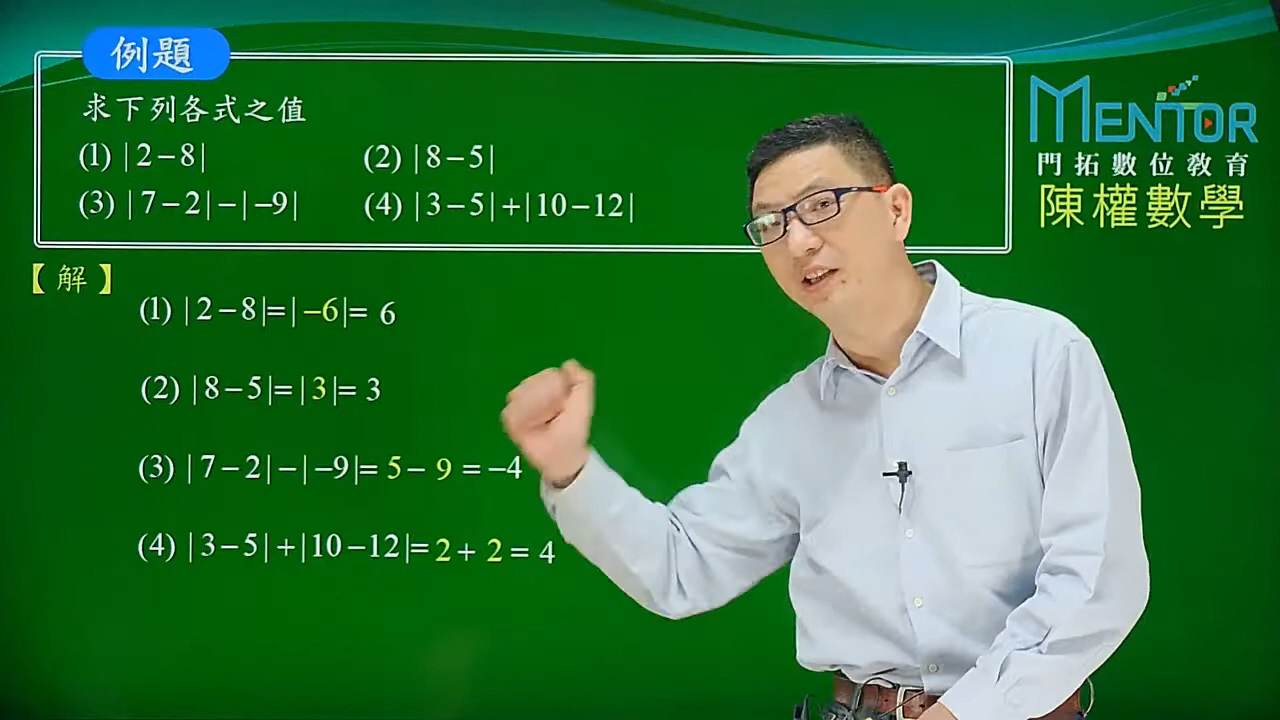 例題
求下列各式之值
(1) |2−8|
(2) |8−5|
(3) |7−2|−|−9|
(4) |3−5|+|10−12|
MENTOR
門拓數位教育
陳權數學
【解】
(1) |2−8|=|−6|= 6
(2) |8−5|=|3|= 3
(3) |7−2|−|−9|= 5− 9 = −4
(4) |3−5|+|10−12|= 2+ 2 = 4